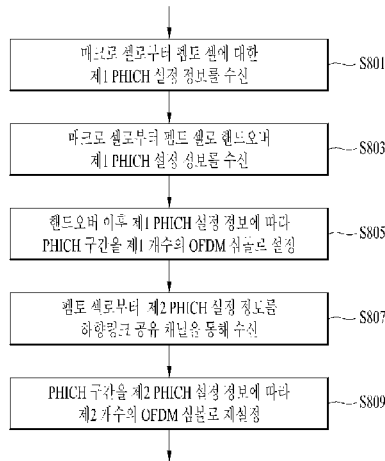 매크로 셀로부터 펨토 셀에 대한
제1 PHICH 설정 정보를 수신
S801
매크로 셀로부터 펨토 셀로 핸드오버
제1 PHICH 설정 정보를 수신
S803
핸드오버 이후 제1 PHICH 설정 정보에 따라
PHICH 구간을 제1 개수의 OFDM 심볼로 설정
S805
펨토 셀로부터 제2 PHICH 설정 정보를
하향링크 공유 채널을 통해 수신
S807
PHICH 구간을 제2 PHICH 설정 정보에 따라
제2 개수의 OFDM 심볼로 재설정
S809